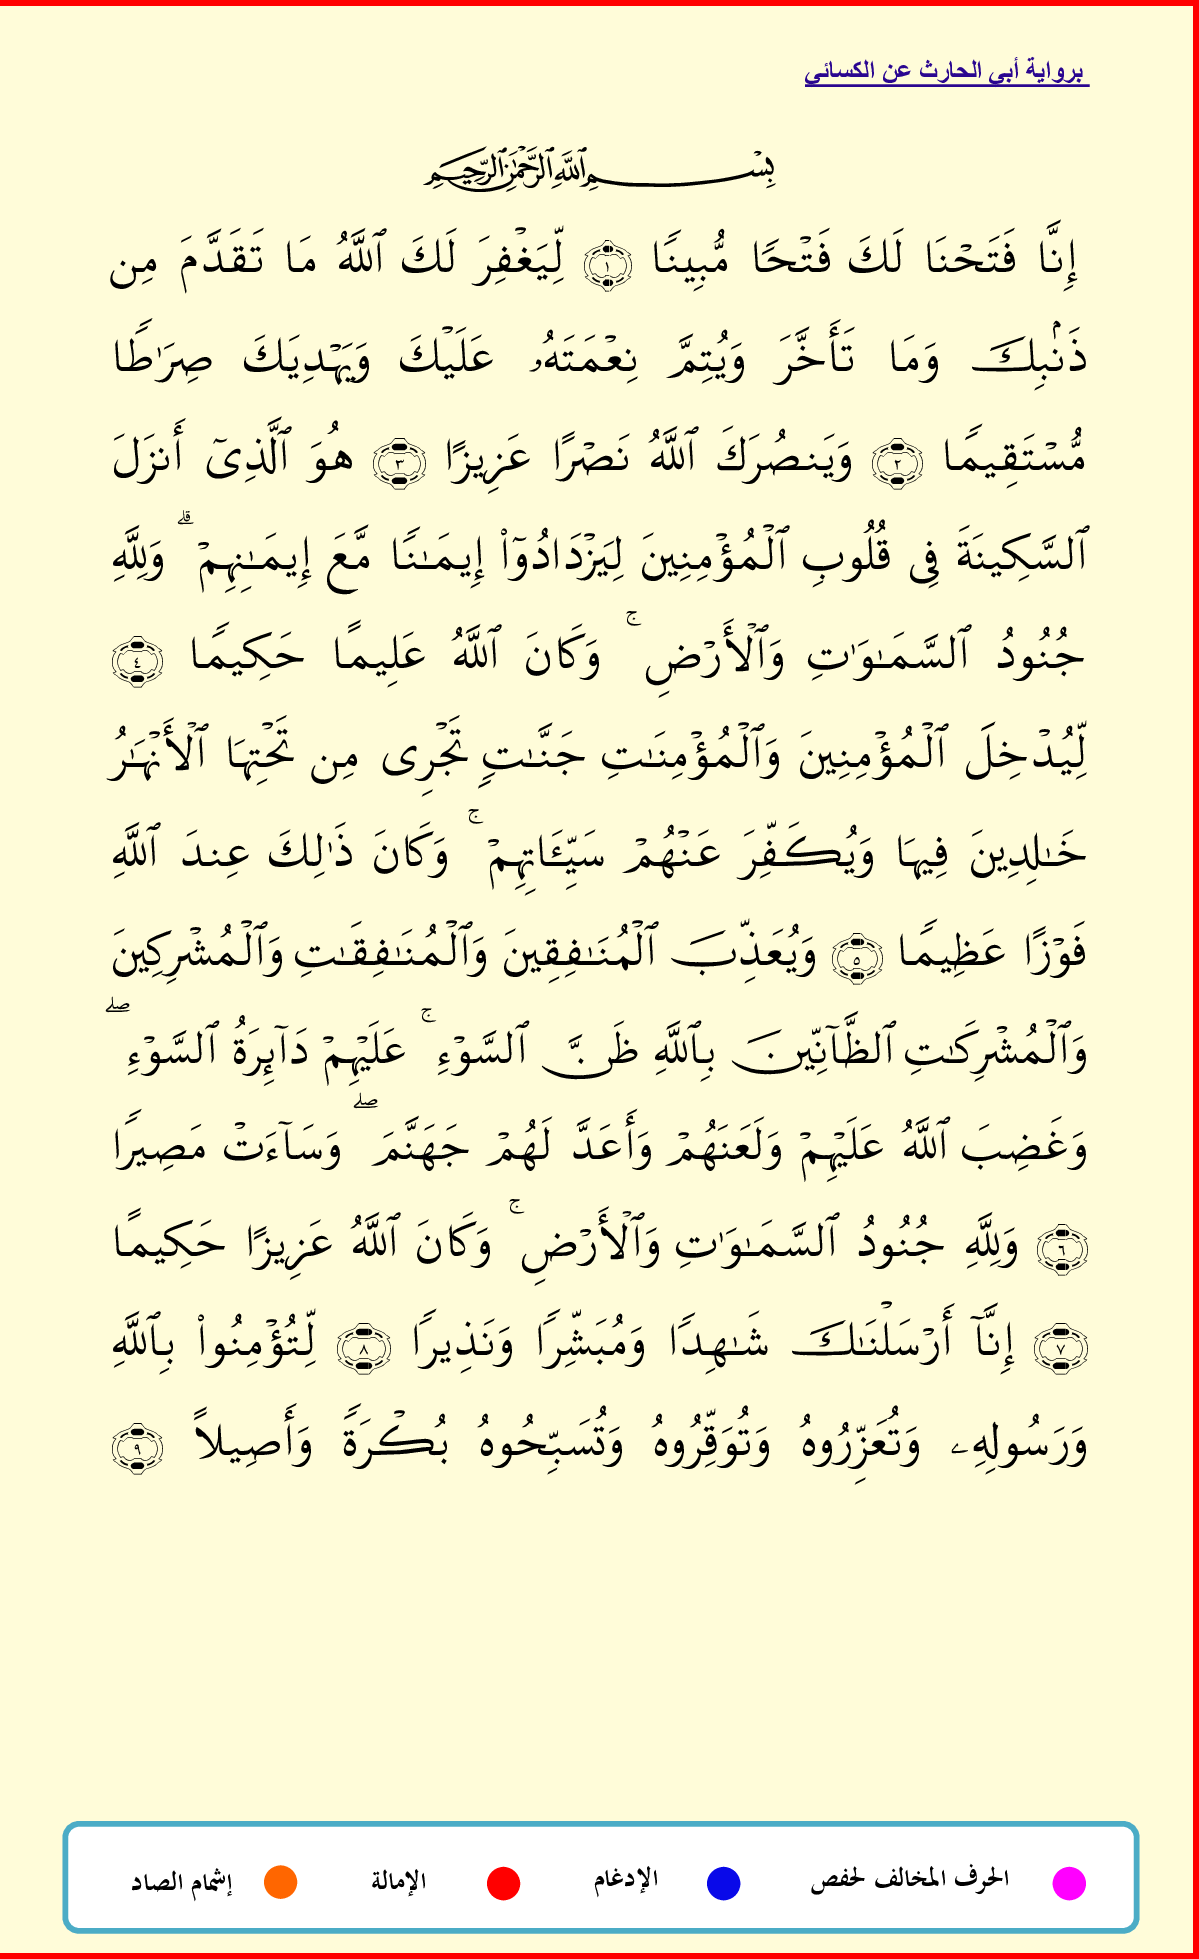 برواية أبي الحارث عن الكسائي
بِسْمِ ٱللَّهِ ٱلرَّحْمَٰنِ ٱلرَّحِيمِ
إِنَّا فَتَحْنَا لَكَ فَتْحًا مُّبِينًا ١ لِّيَغْفِرَ لَكَ ٱللَّهُ مَا تَقَدَّمَ مِن
ذَنۢبِكَ وَمَا تَأَخَّرَ وَيُتِمَّ نِعْمَتَهُۥ عَلَيْكَ وَيَهْدِيَكَ صِرَٰطًا
مُّسْتَقِيمًا ٢ وَيَنصُرَكَ ٱللَّهُ نَصْرًا عَزِيزًا ٣ هُوَ ٱلَّذِىٓ أَنزَلَ
ٱلسَّكِينَةَ فِى قُلُوبِ ٱلْمُؤْمِنِينَ لِيَزْدَادُوٓا۟ إِيمَٰنًا مَّعَ إِيمَٰنِهِمْ ۗ وَلِلَّهِ
جُنُودُ ٱلسَّمَٰوَٰتِ وَٱلْأَرْضِ ۚ وَكَانَ ٱللَّهُ عَلِيمًا حَكِيمًا ٤
لِّيُدْخِلَ ٱلْمُؤْمِنِينَ وَٱلْمُؤْمِنَٰتِ جَنَّٰتٍ تَجْرِى مِن تَحْتِهَا ٱلْأَنْهَٰرُ
خَٰلِدِينَ فِيهَا وَيُكَفِّرَ عَنْهُمْ سَيِّـَٔاتِهِمْ ۚ وَكَانَ ذَٰلِكَ عِندَ ٱللَّهِ
فَوْزًا عَظِيمًا ٥ وَيُعَذِّبَ ٱلْمُنَٰفِقِينَ وَٱلْمُنَٰفِقَٰتِ وَٱلْمُشْرِكِينَ
وَٱلْمُشْرِكَٰتِ ٱلظَّآنِّينَ بِٱللَّهِ ظَنَّ ٱلسَّوْءِ ۚ عَلَيْهِمْ دَآئِرَةُ ٱلسَّوْءِ ۖ
وَغَضِبَ ٱللَّهُ عَلَيْهِمْ وَلَعَنَهُمْ وَأَعَدَّ لَهُمْ جَهَنَّمَ ۖ وَسَآءَتْ مَصِيرًا
٦ وَلِلَّهِ جُنُودُ ٱلسَّمَٰوَٰتِ وَٱلْأَرْضِ ۚ وَكَانَ ٱللَّهُ عَزِيزًا حَكِيمًا
٧ إِنَّآ أَرْسَلْنَٰكَ شَٰهِدًا وَمُبَشِّرًا وَنَذِيرًا ٨ لِّتُؤْمِنُوا۟ بِٱللَّهِ
وَرَسُولِهِۦ وَتُعَزِّرُوهُ وَتُوَقِّرُوهُ وَتُسَبِّحُوهُ بُكْرَةً وَأَصِيلاً ٩
الحرف المخالف لحفص الإدغام الإمالة إشمام الصاد